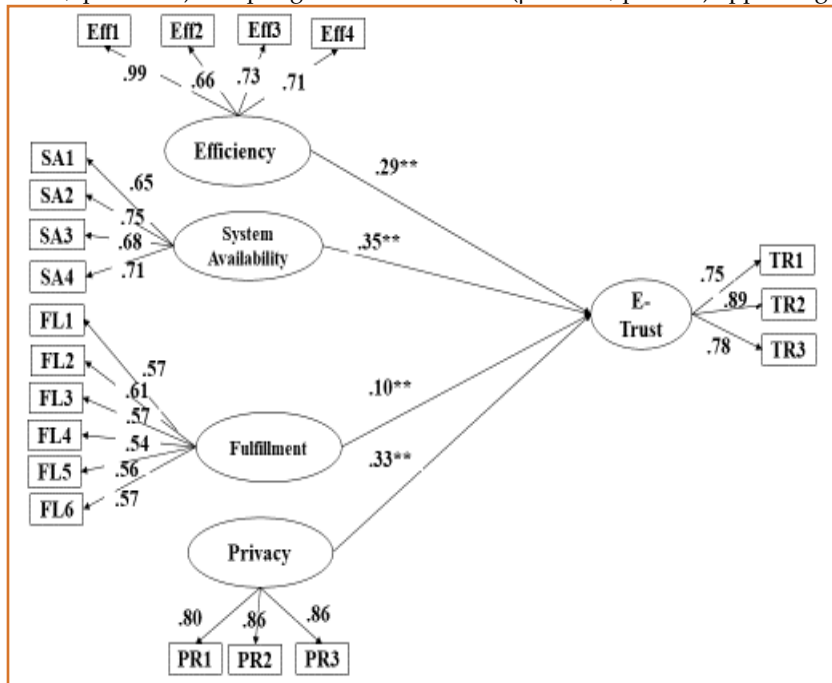 Eff1 Eff2 Eff3 Eff4
.99 .66 .73 .71
Efficiency
SA1
SA2
SA3
SA4
.65
.75
.68
.71
System
Availability
.29**
.35**
FL1
FL2
FL3
FL4
FL5
FL6
.57
.61
.57
.54
.56
.57
Fulfillment
.10**
.33**
E-
Trust
.75
.89
.78
TR1
TR2
TR3
Privacy
.80 .86 .86
PR1 PR2 PR3